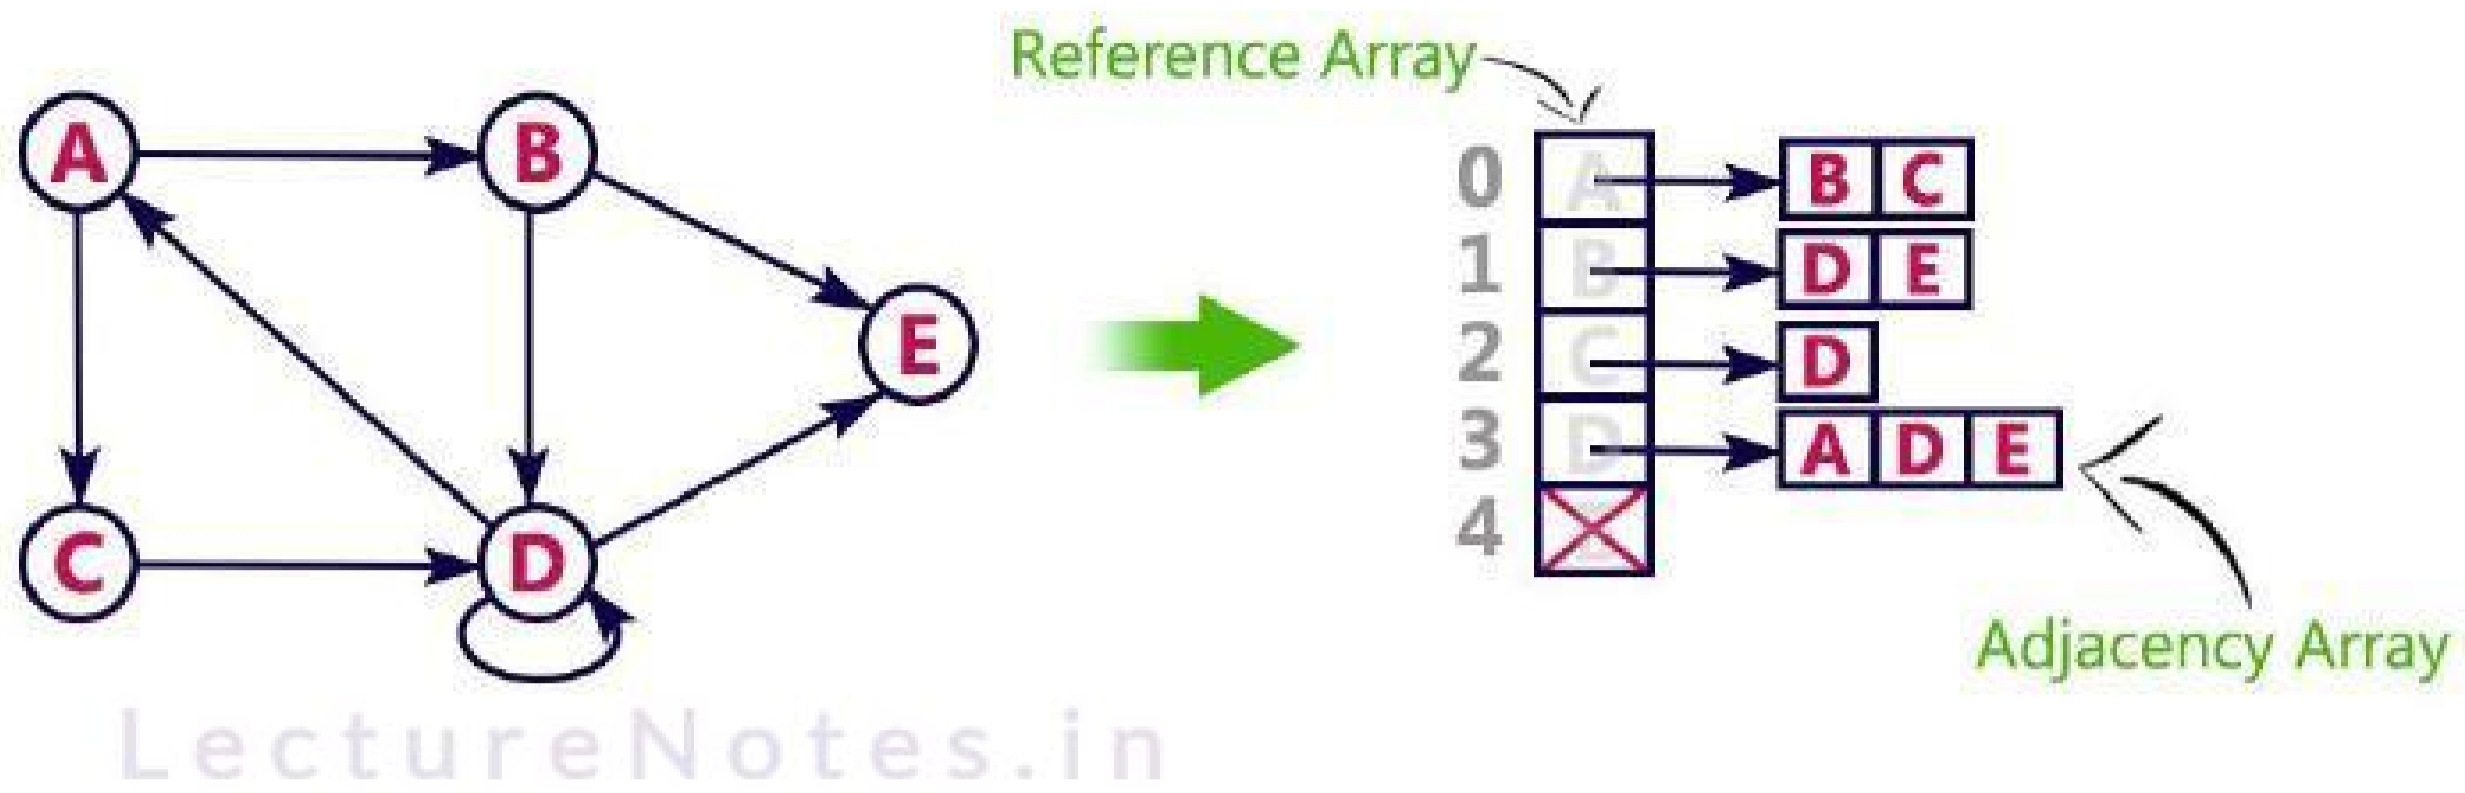 Reference Array
A B
E
C D
0 A B C
1 B D E
2 C D
3 D A D E
4
Adjacency Array
LectureNotes.in